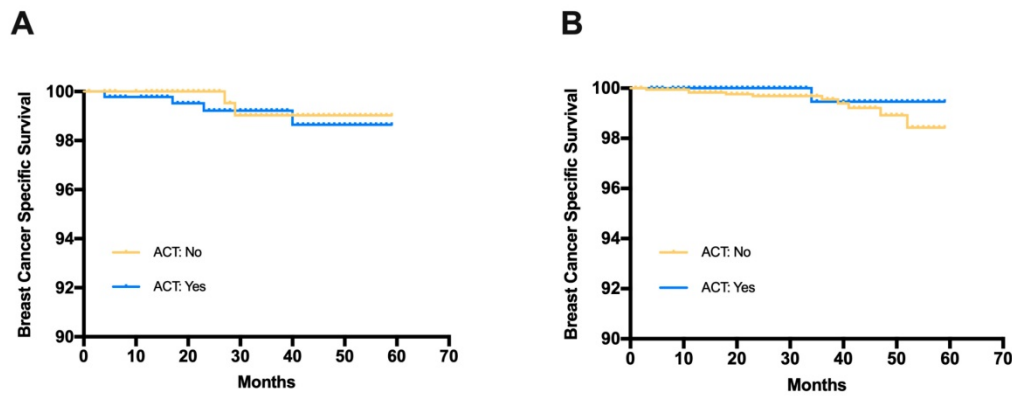 A
Breast Cancer Specific Survival
100
98
96
94
92
90
ACT: No
ACT: Yes
0 10 20 30 40 50 60 70
Months
B
Breast Cancer Specific Survival
100
98
96
94
92
90
ACT: No
ACT: Yes
0 10 20 30 40 50 60 70
Months